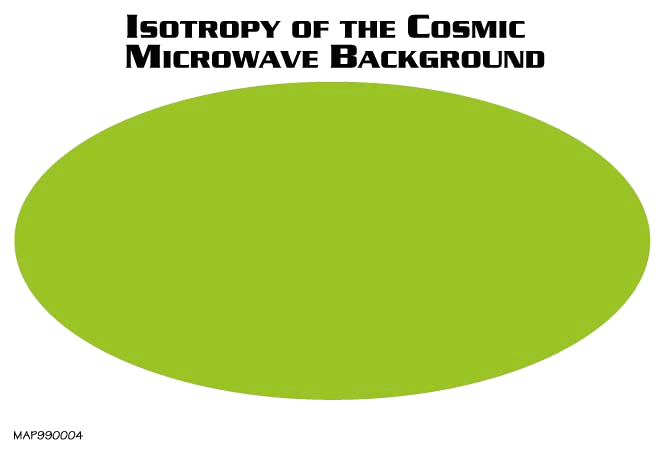 Isotropy of the Cosmic
Microwave Background
MAP990004